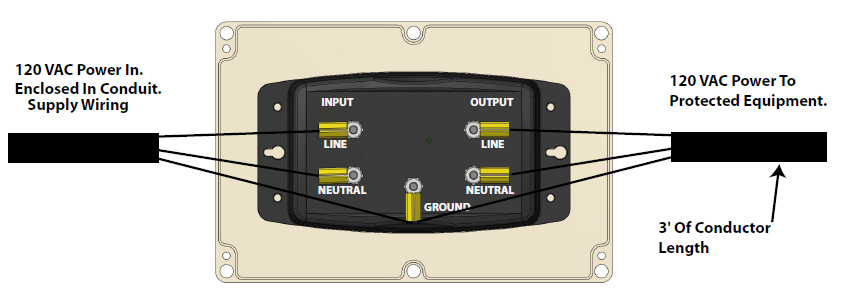 120 VAC Power In.
Enclosed In Conduit.
Supply Wiring
INPUT
OUTPUT
LINE
LINE
NEUTRAL
NEUTRAL
GROUND
120 VAC Power To
Protected Equipment.
3' Of Conductor
Length